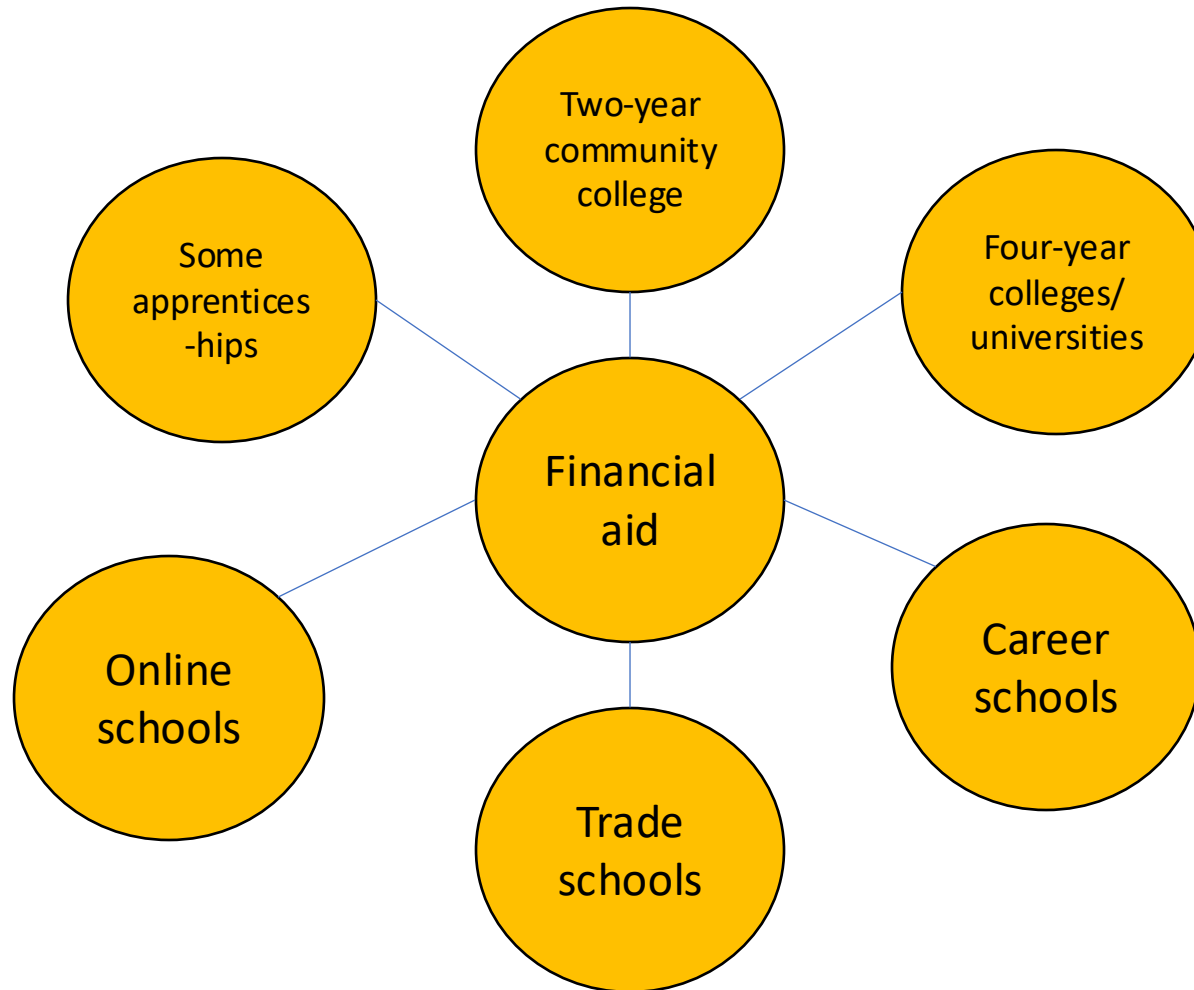 Two-year
community
college
Some
apprentices
-hips
Four-year
colleges/
universities
Financial
aid
Online
schools
Career
schools
Trade
schools